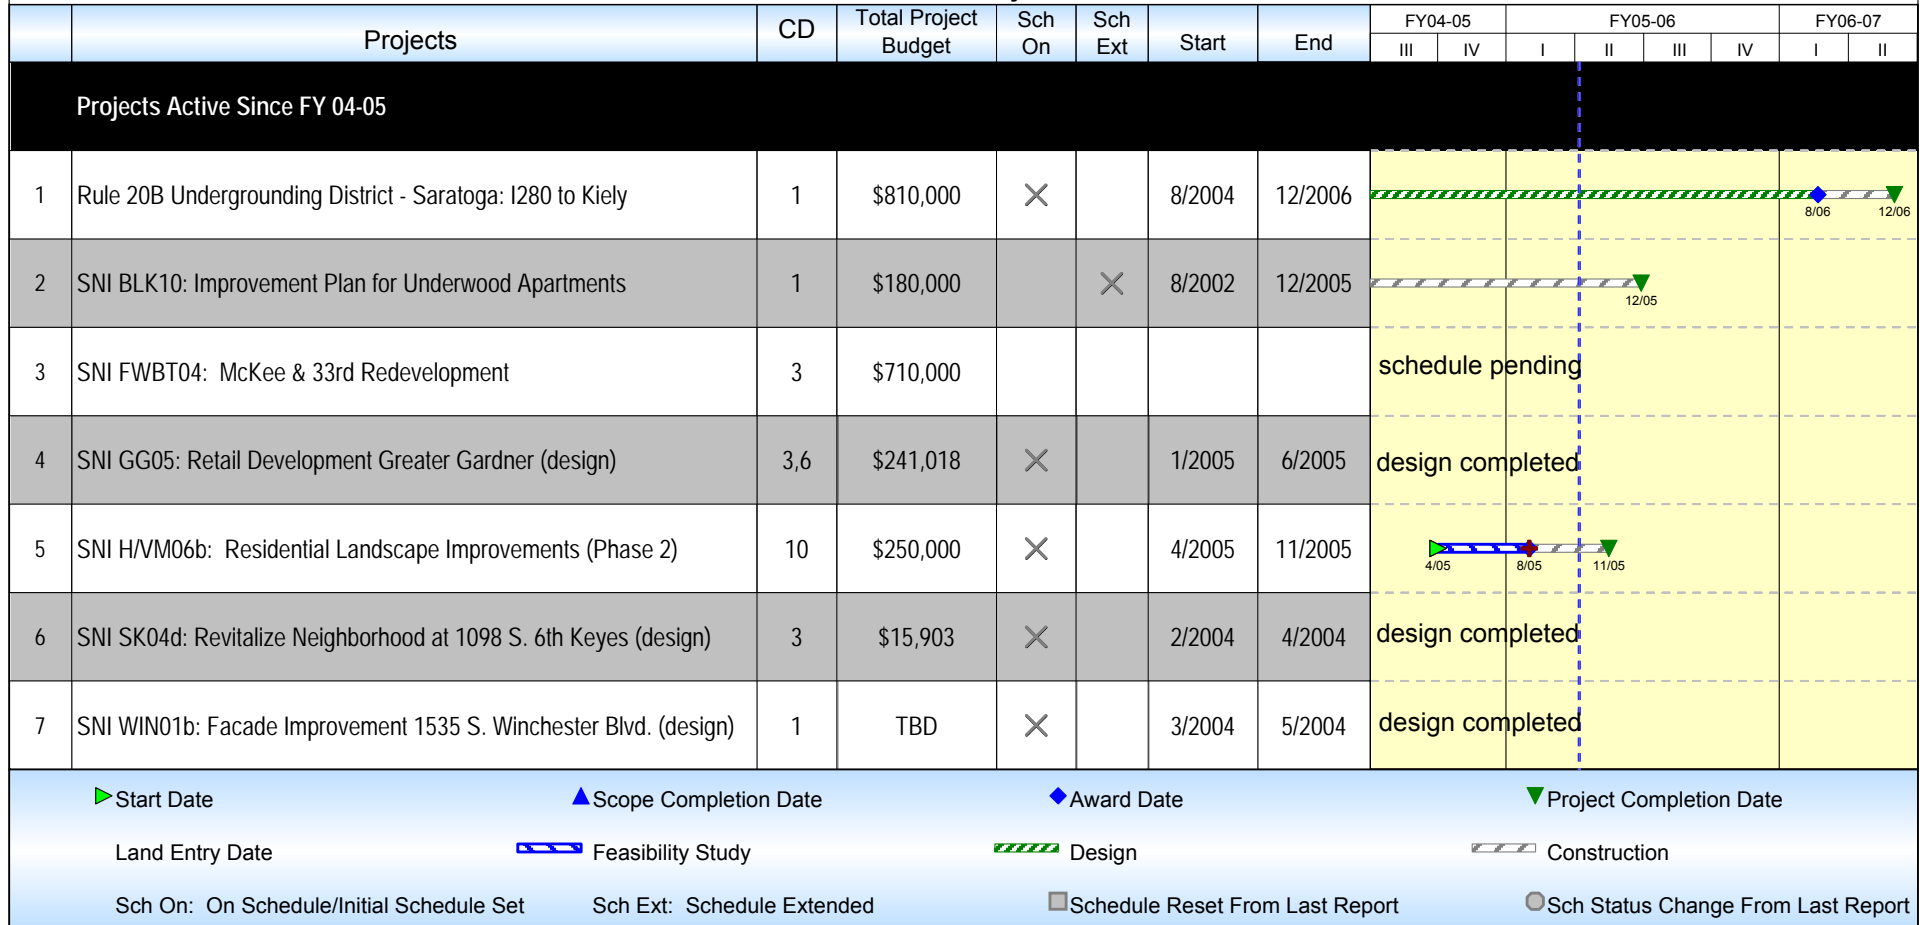 Projects CD Total Project Budget Sch On Sch Ext Start End FY04-05 FY05-06 FY06-07
III IV I II III IV I II
Projects Active Since FY 04-05
1 Rule 20B Undergrounding District - Saratoga: I280 to Kiely 1 $810,000 8/2004 12/2006
8/06 12/06
2 SNI BLK10: Improvement Plan for Underwood Apartments 1 $180,000 8/2002 12/2005
12/05
3 SNI FWBT04: McKee & 33rd Redevelopment 3 $710,000 schedule pending
4 SNI GG05: Retail Development Greater Gardner (design) 3,6 $241,018 1/2005 6/2005 design completed
5 SNI H/VM06b: Residential Landscape Improvements (Phase 2) 10 $250,000 4/2005 11/2005
4/05 8/05 11/05
6 SNI SK04d: Revitalize Neighborhood at 1098 S. 6th Keyes (design) 3 $15,903 2/2004 4/2004 design completed
7 SNI WIN01b: Facade Improvement 1535 S. Winchester Blvd. (design) 1 TBD 3/2004 5/2004 design completed
Start Date Scope Completion Date Award Date Project Completion Date
Land Entry Date Feasibility Study Design Construction
Sch On: On Schedule/Initial Schedule Set Sch Ext: Schedule Extended Schedule Reset From Last Report Sch Status Change From Last Report